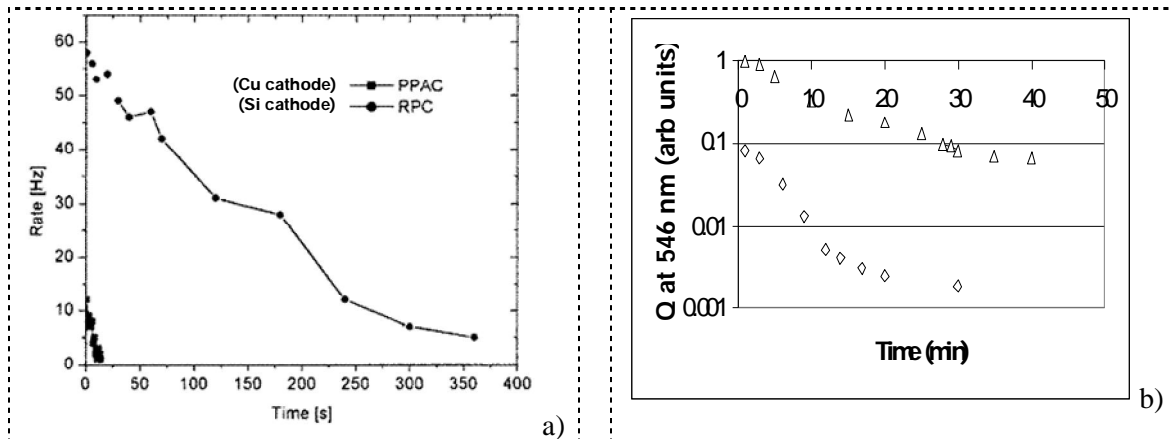 60
50
40
30
20
10
0
Rate [Hz]
(Cu cathode) PPAC
(Si cathode) RPC
0 50 100 150 200 250 300 350 400
Time [s]
a)
Q at 546 nm (arb units)
1
0.1
0.01
0.001
0 10 20 30 40 50
Time (min)
b)